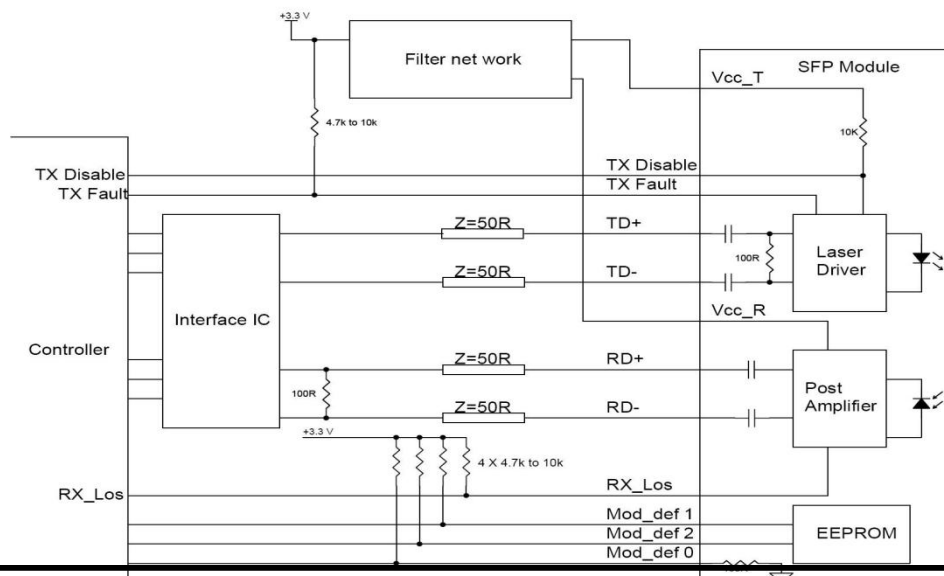 +3.3 V
Filter net work
SFP Module
Vcc_T
4.7k to 10k
10K
TX Disable
TX Disable
TX Fault
TX Fault
Z=50R
TD+
Laser
Driver
100R
Z=50R
TD-
Vcc_R
Interface IC
Controller
Z=50R
RD+
Post
Amplifier
100R
Z=50R
RD-
+3.3 V
4 X 4.7k to 10k
RX_Los
RX_Los
Mod_def 1
Mod_def 2
EEPROM
Mod_def 0